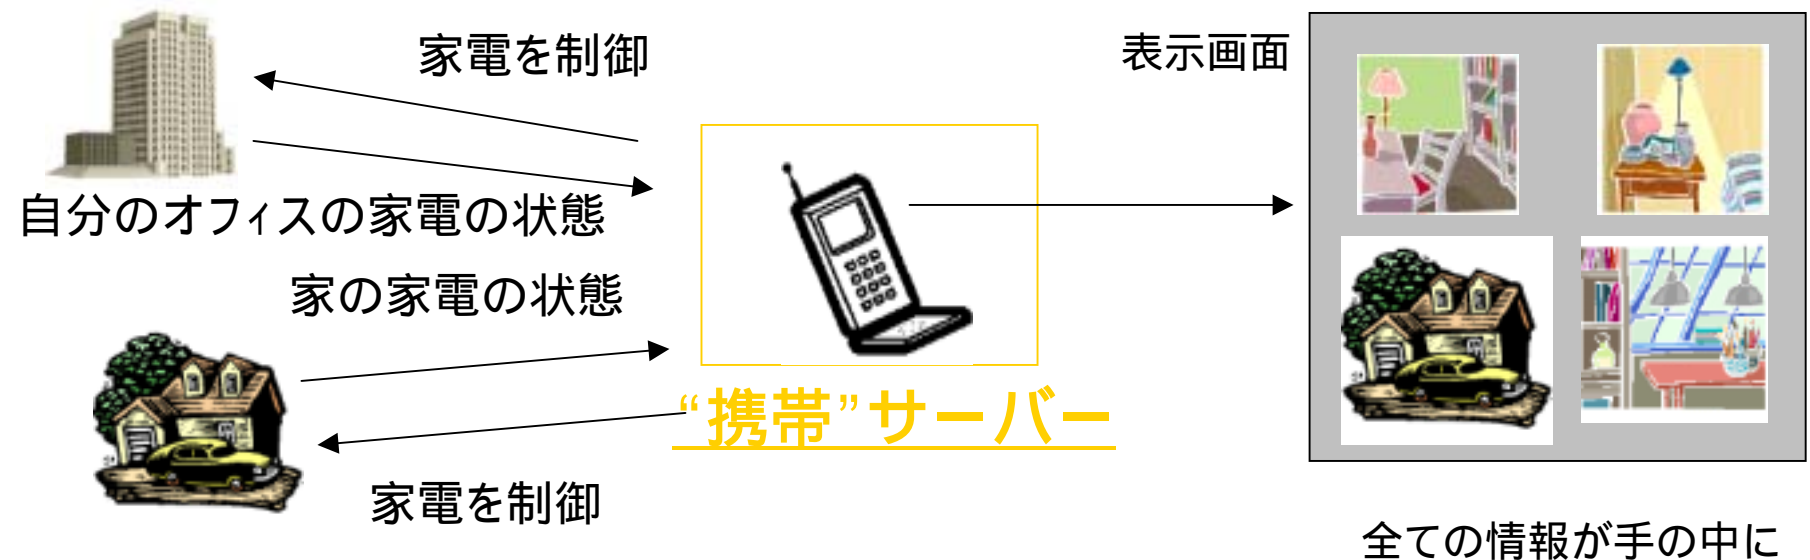 家電を制御
表示画面
自分のオフィスの家電の状態
家の家電の状態
“携帯”サーバー
家電を制御
全ての情報が手の中に